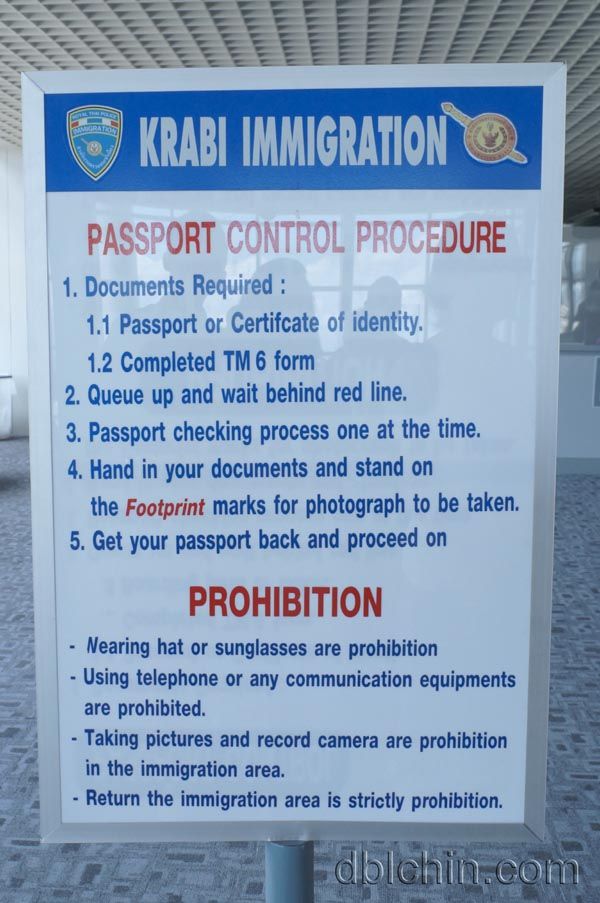 ROYAL THAI POLICE
IMMIGRATION
KRABI IMMIGRATION
PASSPORT CONTROL PROCEDURE
1. Documents Required :
1.1 Passport or Certifcate of identity.
1.2 Completed TM 6 form
2. Queue up and wait behind red line.
3. Passport checking process one at the time.
4. Hand in your documents and stand on
the Footprint marks for photograph to be taken.
5. Get your passport back and proceed on
PROHIBITION
- Nearing hat or sunglasses are prohibition
- Using telephone or any communication equipments
are prohibited.
- Taking pictures and record camera are prohibition
in the immigration area.
- Return the immigration area is strictly prohibition.
dblchin.com